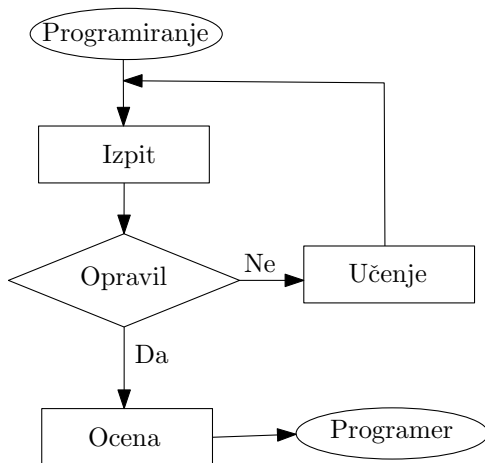 Programiranje
Izpit
Opravil
Ne
Učenje
Da
Ocena
Programer